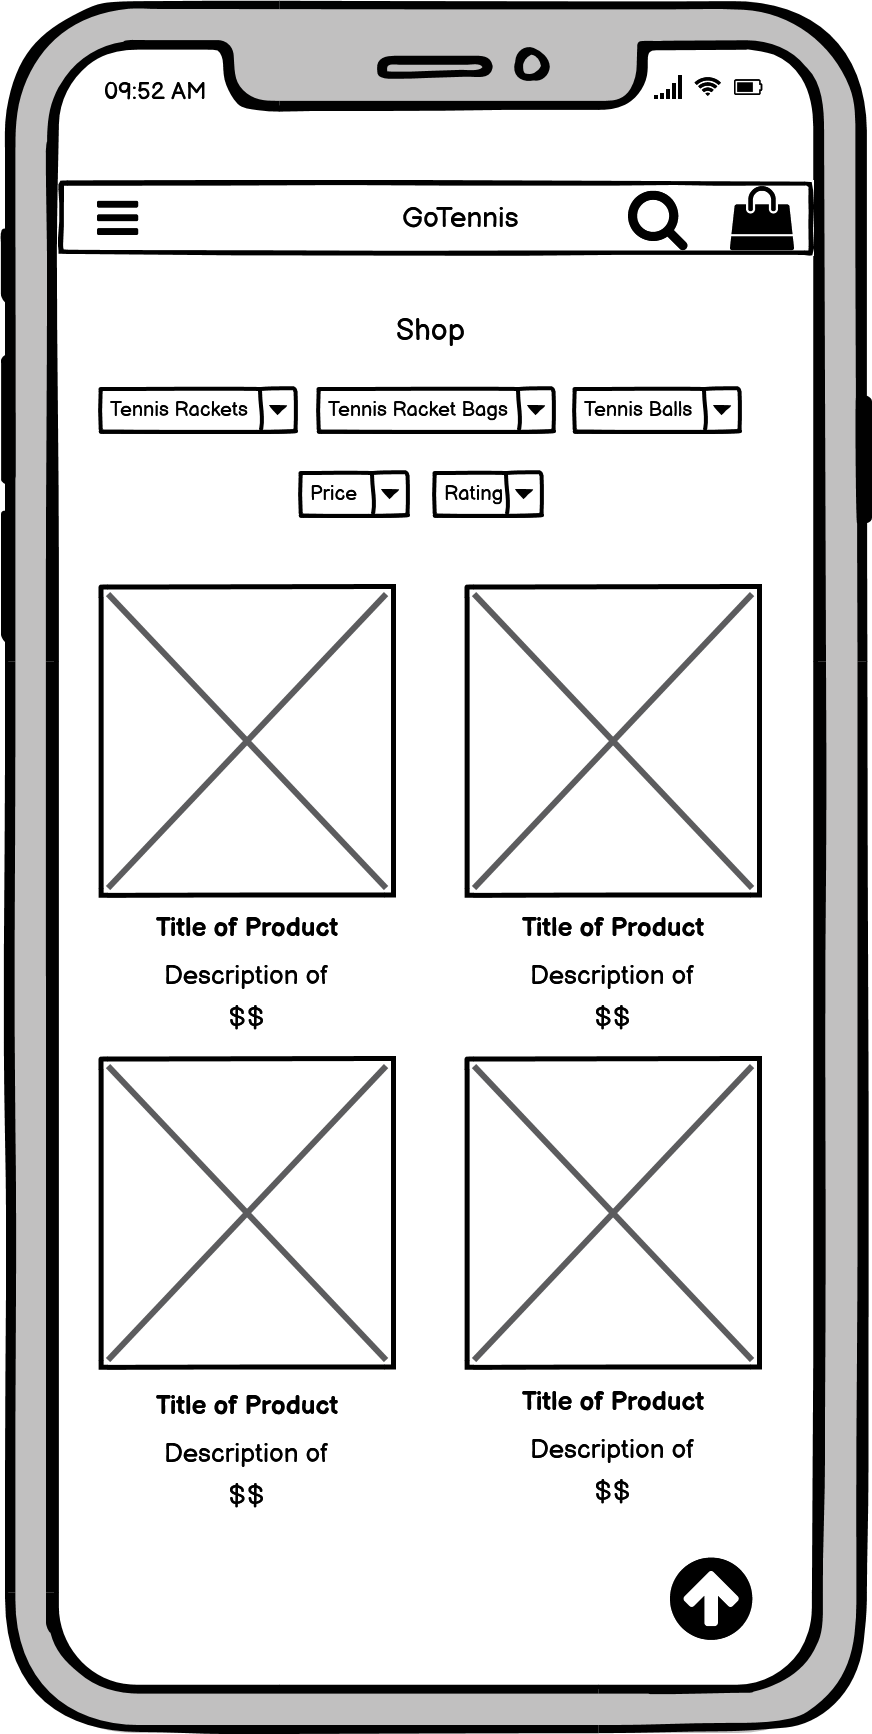 09:52 AM
GoTennis
Shop
Tennis Rackets Tennis Racket Bags Tennis Balls
Price Rating
Title of Product Title of Product
Description of Description of
$$ $$
Title of Product Title of Product
Description of Description of
$$ $$